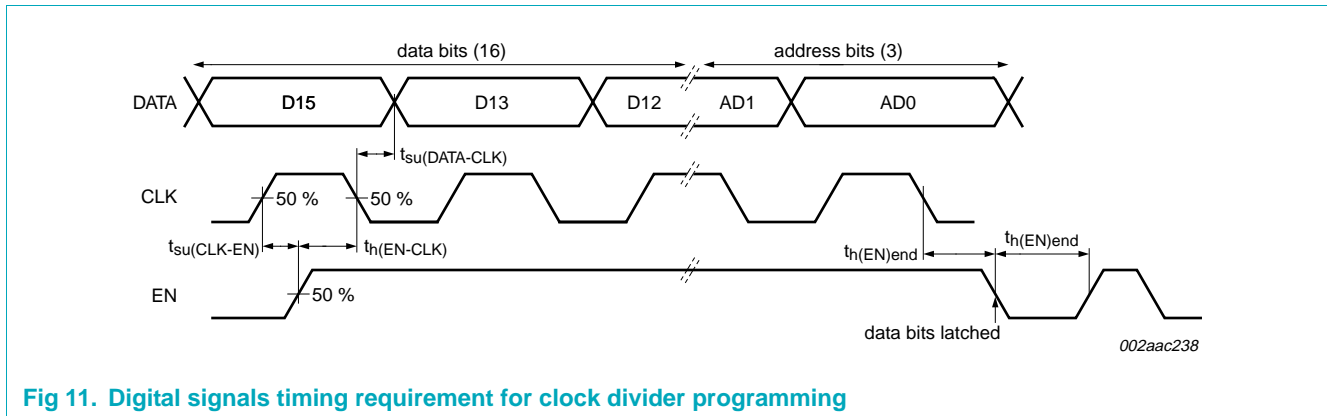 data bits (16) address bits (3)
DATA D15 D13 D12 AD1 AD0
tsu(DATA-CLK)
CLK 50 % 50 %
tsu(CLK-EN) th(EN-CLK) th(EN)end th(EN)end
EN 50 %
data bits latched
002aac238
Fig 11. Digital signals timing requirement for clock divider programming